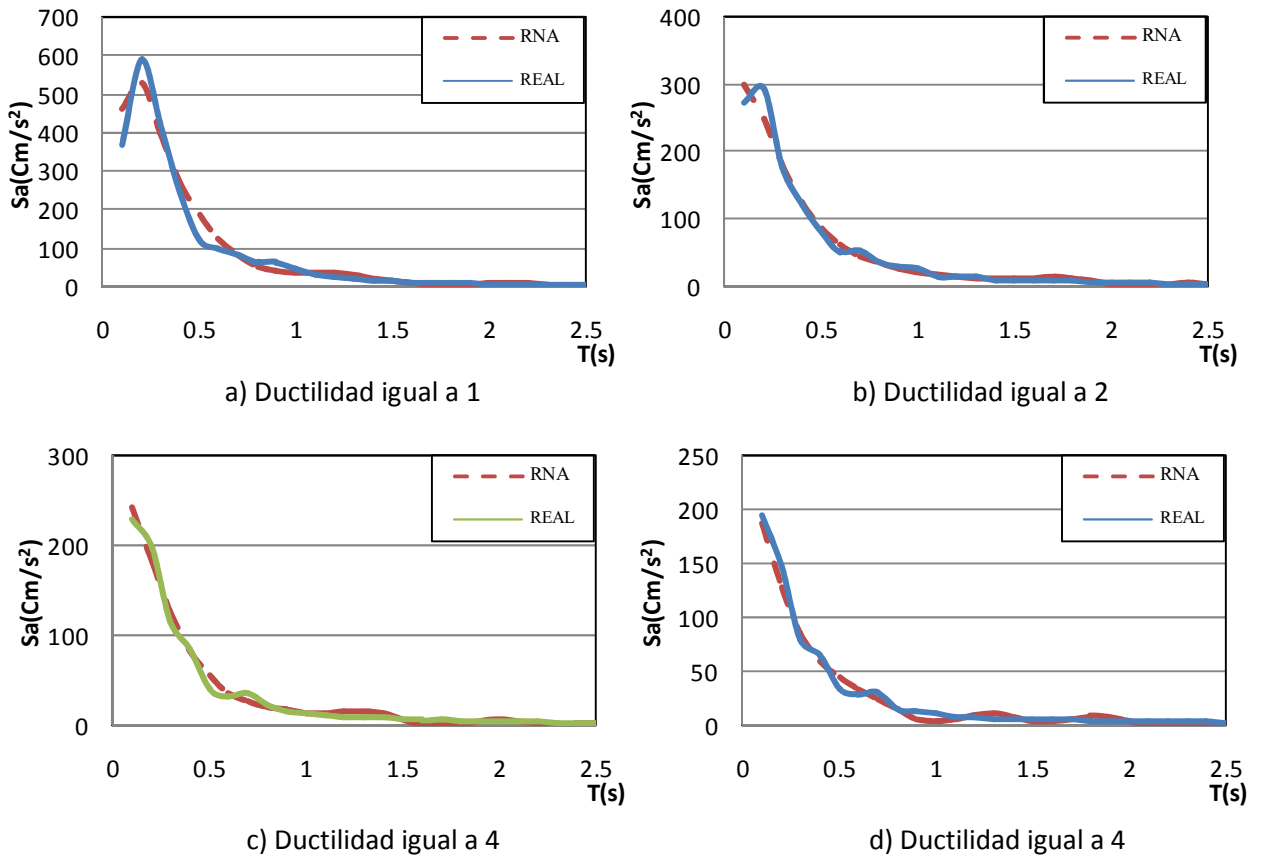 700
600
500
400
300
200
100
0
Sa(Cm/s²)
RNA
REAL
0 0.5 1 1.5 2 2.5
T(s)
a) Ductilidad igual a 1
400
300
200
100
0
Sa(Cm/s²)
RNA
REAL
0 0.5 1 1.5 2 2.5
T(s)
b) Ductilidad igual a 2
300
200
100
0
Sa(Cm/s²)
RNA
REAL
0 0.5 1 1.5 2 2.5
T(s)
c) Ductilidad igual a 4
250
200
150
100
50
0
Sa(Cm/s²)
RNA
REAL
0 0.5 1 1.5 2 2.5
T(s)
d) Ductilidad igual a 4